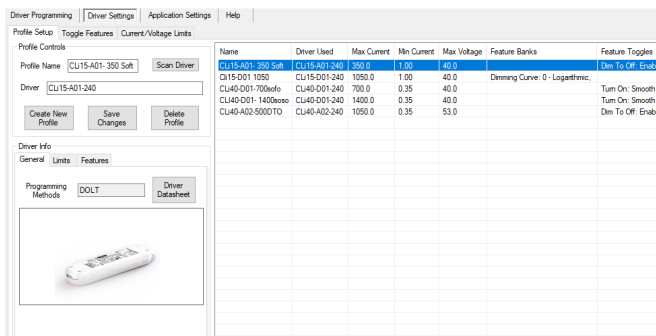 Driver Programming Driver Settings Application Settings Help
Profile Setup Toggle Features Current/Voltage Limits
Profile Controls
Profile Name CLi15-A01- 350 Soft Scan Driver
Driver CLi15-A01-240
Create New Profile Save Changes Delete Profile
Driver Info
General Limits Features
Programming Methods DOLT Driver Datasheet
Name Driver Used Max Current Min Current Max Voltage Feature Banks Feature Toggles
CLi15-A01- 350 Soft CLi15-A01-240 350.0 1.00 40.0 Dim To Off: Enab
Cli15-D01 1050 CLi15-D01-240 1050.0 1.00 40.0 Dimming Curve: 0 - Logarithmic,
CLi40-D01-700sofo CLi40-D01-240 700.0 0.35 40.0 Turn On: Smooth
CLI40-D01- 1400soso CLi40-D01-240 1400.0 0.35 40.0 Turn On: Smooth
CLi40-A02-500DTO CLi40-A02-240 1050.0 0.35 53.0 Dim To Off: Enab